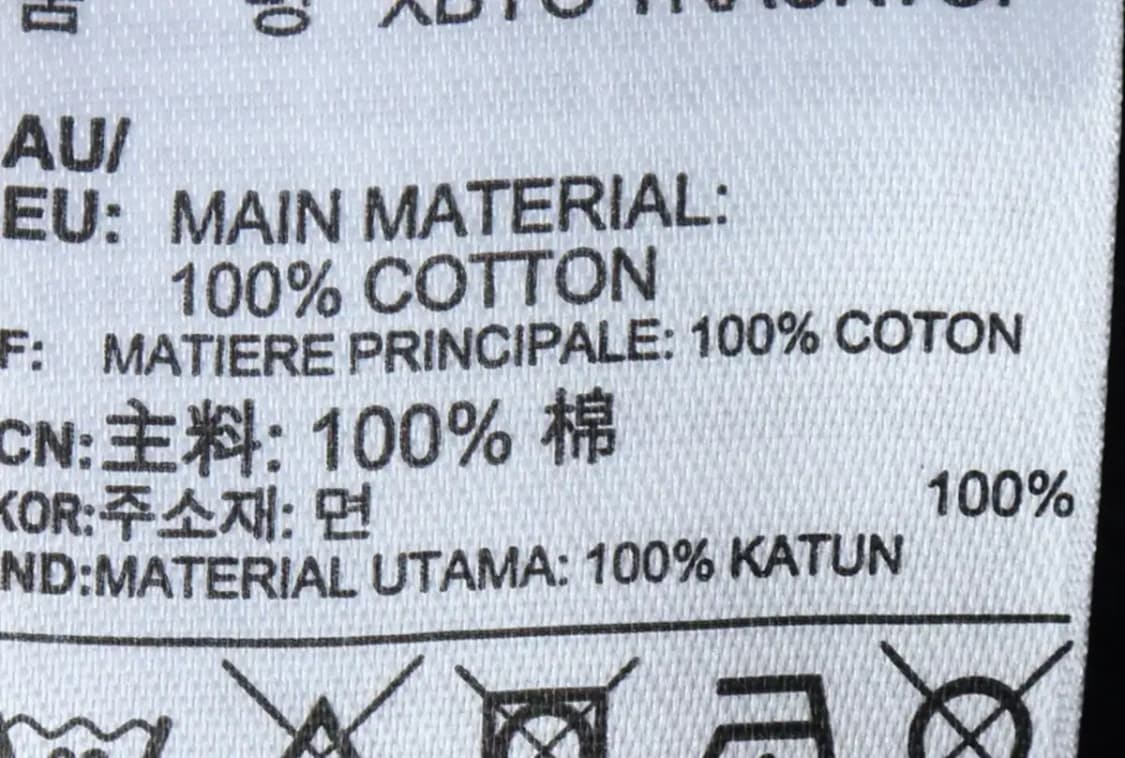 AU/
EU: MAIN MATERIAL:
100% COTTON
F: MATIERE PRINCIPALE: 100% COTON
CN:主料: 100% 棉
KOR:주소재: 면 100%
ND:MATERIAL UTAMA: 100% KATUN